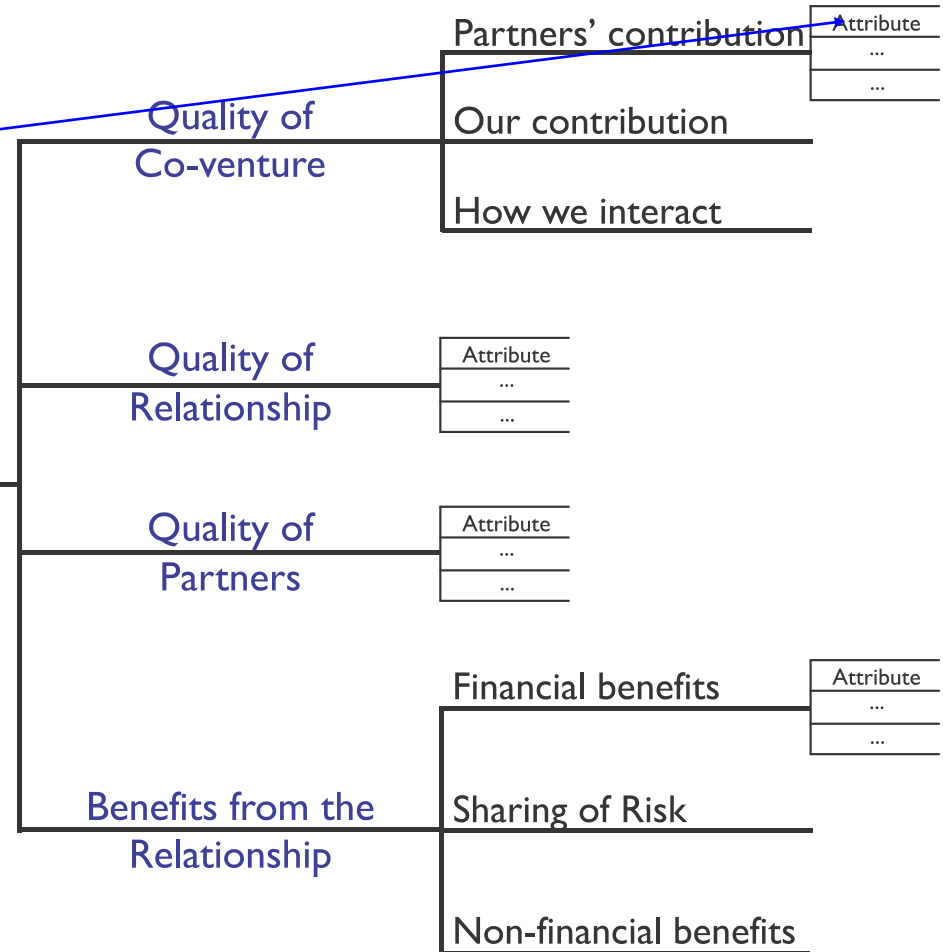 Partners’ contribution
Attribute
...
...
Quality of
Co-venture
Our contribution
How we interact
Quality of
Relationship
Attribute
...
...
Quality of
Partners
Attribute
...
...
Financial benefits
Attribute
...
...
Benefits from the
Relationship
Sharing of Risk
Non-financial benefits